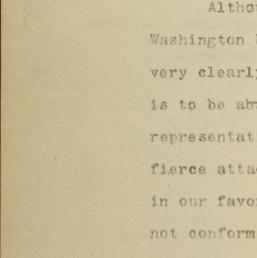 Altho
Washington
very clearl
is to be ab
representat
fierce atta
in our favo
not conform